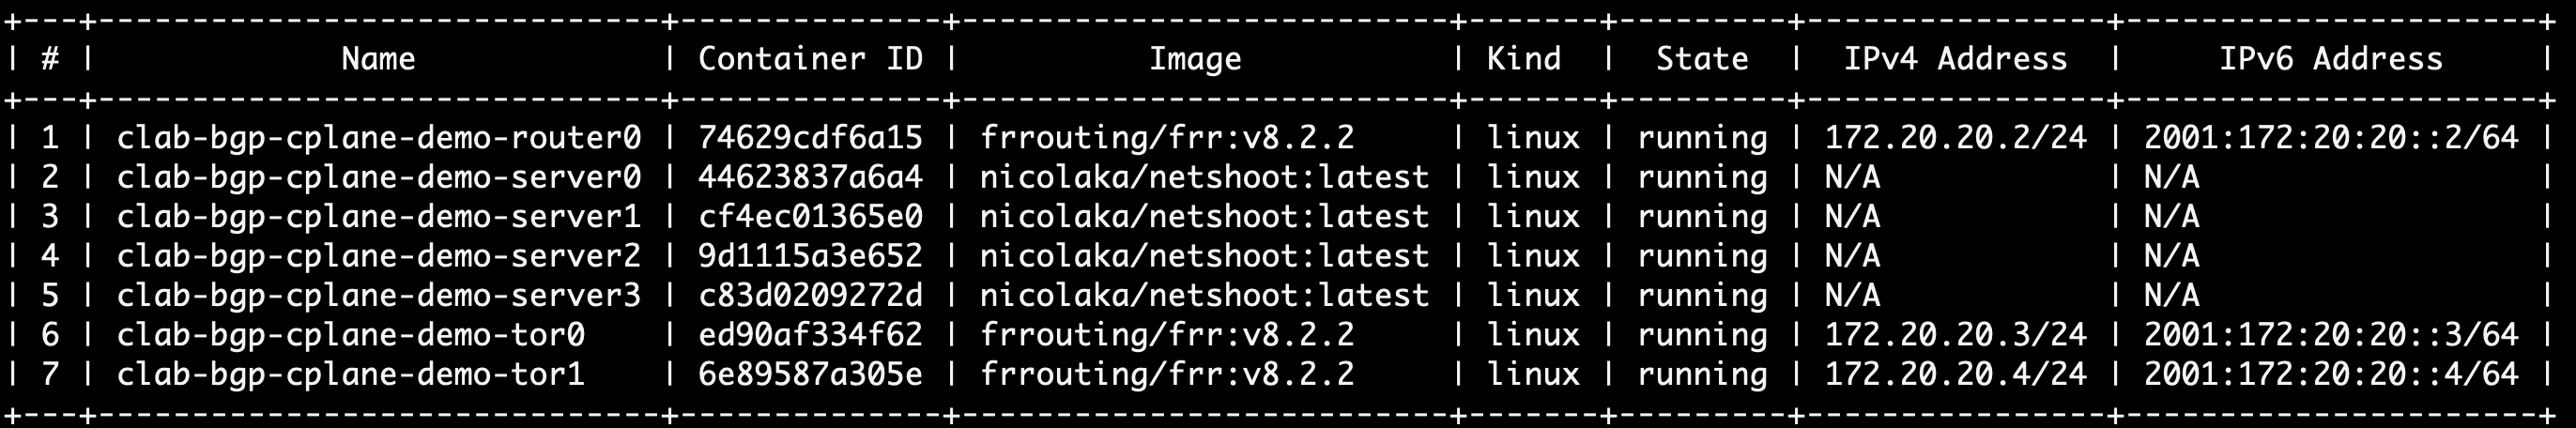 +---+------------------------------+--------------+--------------------------+-------+---------+----------------+----------------------+
| # |             Name             | Container ID |          Image           | Kind  |  State  |  IPv4 Address  |     IPv6 Address     |
+---+------------------------------+--------------+--------------------------+-------+---------+----------------+----------------------+
| 1 | clab-bgp-cplane-demo-router0 | 74629cdf6a15 | frrouting/frr:v8.2.2     | linux | running | 172.20.20.2/24 | 2001:172:20:20::2/64 |
| 2 | clab-bgp-cplane-demo-server0 | 44623837a6a4 | nicolaka/netshoot:latest | linux | running | N/A            | N/A                  |
| 3 | clab-bgp-cplane-demo-server1 | cf4ec01365e0 | nicolaka/netshoot:latest | linux | running | N/A            | N/A                  |
| 4 | clab-bgp-cplane-demo-server2 | 9d1115a3e652 | nicolaka/netshoot:latest | linux | running | N/A            | N/A                  |
| 5 | clab-bgp-cplane-demo-server3 | c83d0209272d | nicolaka/netshoot:latest | linux | running | N/A            | N/A                  |
| 6 | clab-bgp-cplane-demo-tor0    | ed90af334f62 | frrouting/frr:v8.2.2     | linux | running | 172.20.20.3/24 | 2001:172:20:20::3/64 |
| 7 | clab-bgp-cplane-demo-tor1    | 6e89587a305e | frrouting/frr:v8.2.2     | linux | running | 172.20.20.4/24 | 2001:172:20:20::4/64 |
+---+------------------------------+--------------+--------------------------+-------+---------+----------------+----------------------+